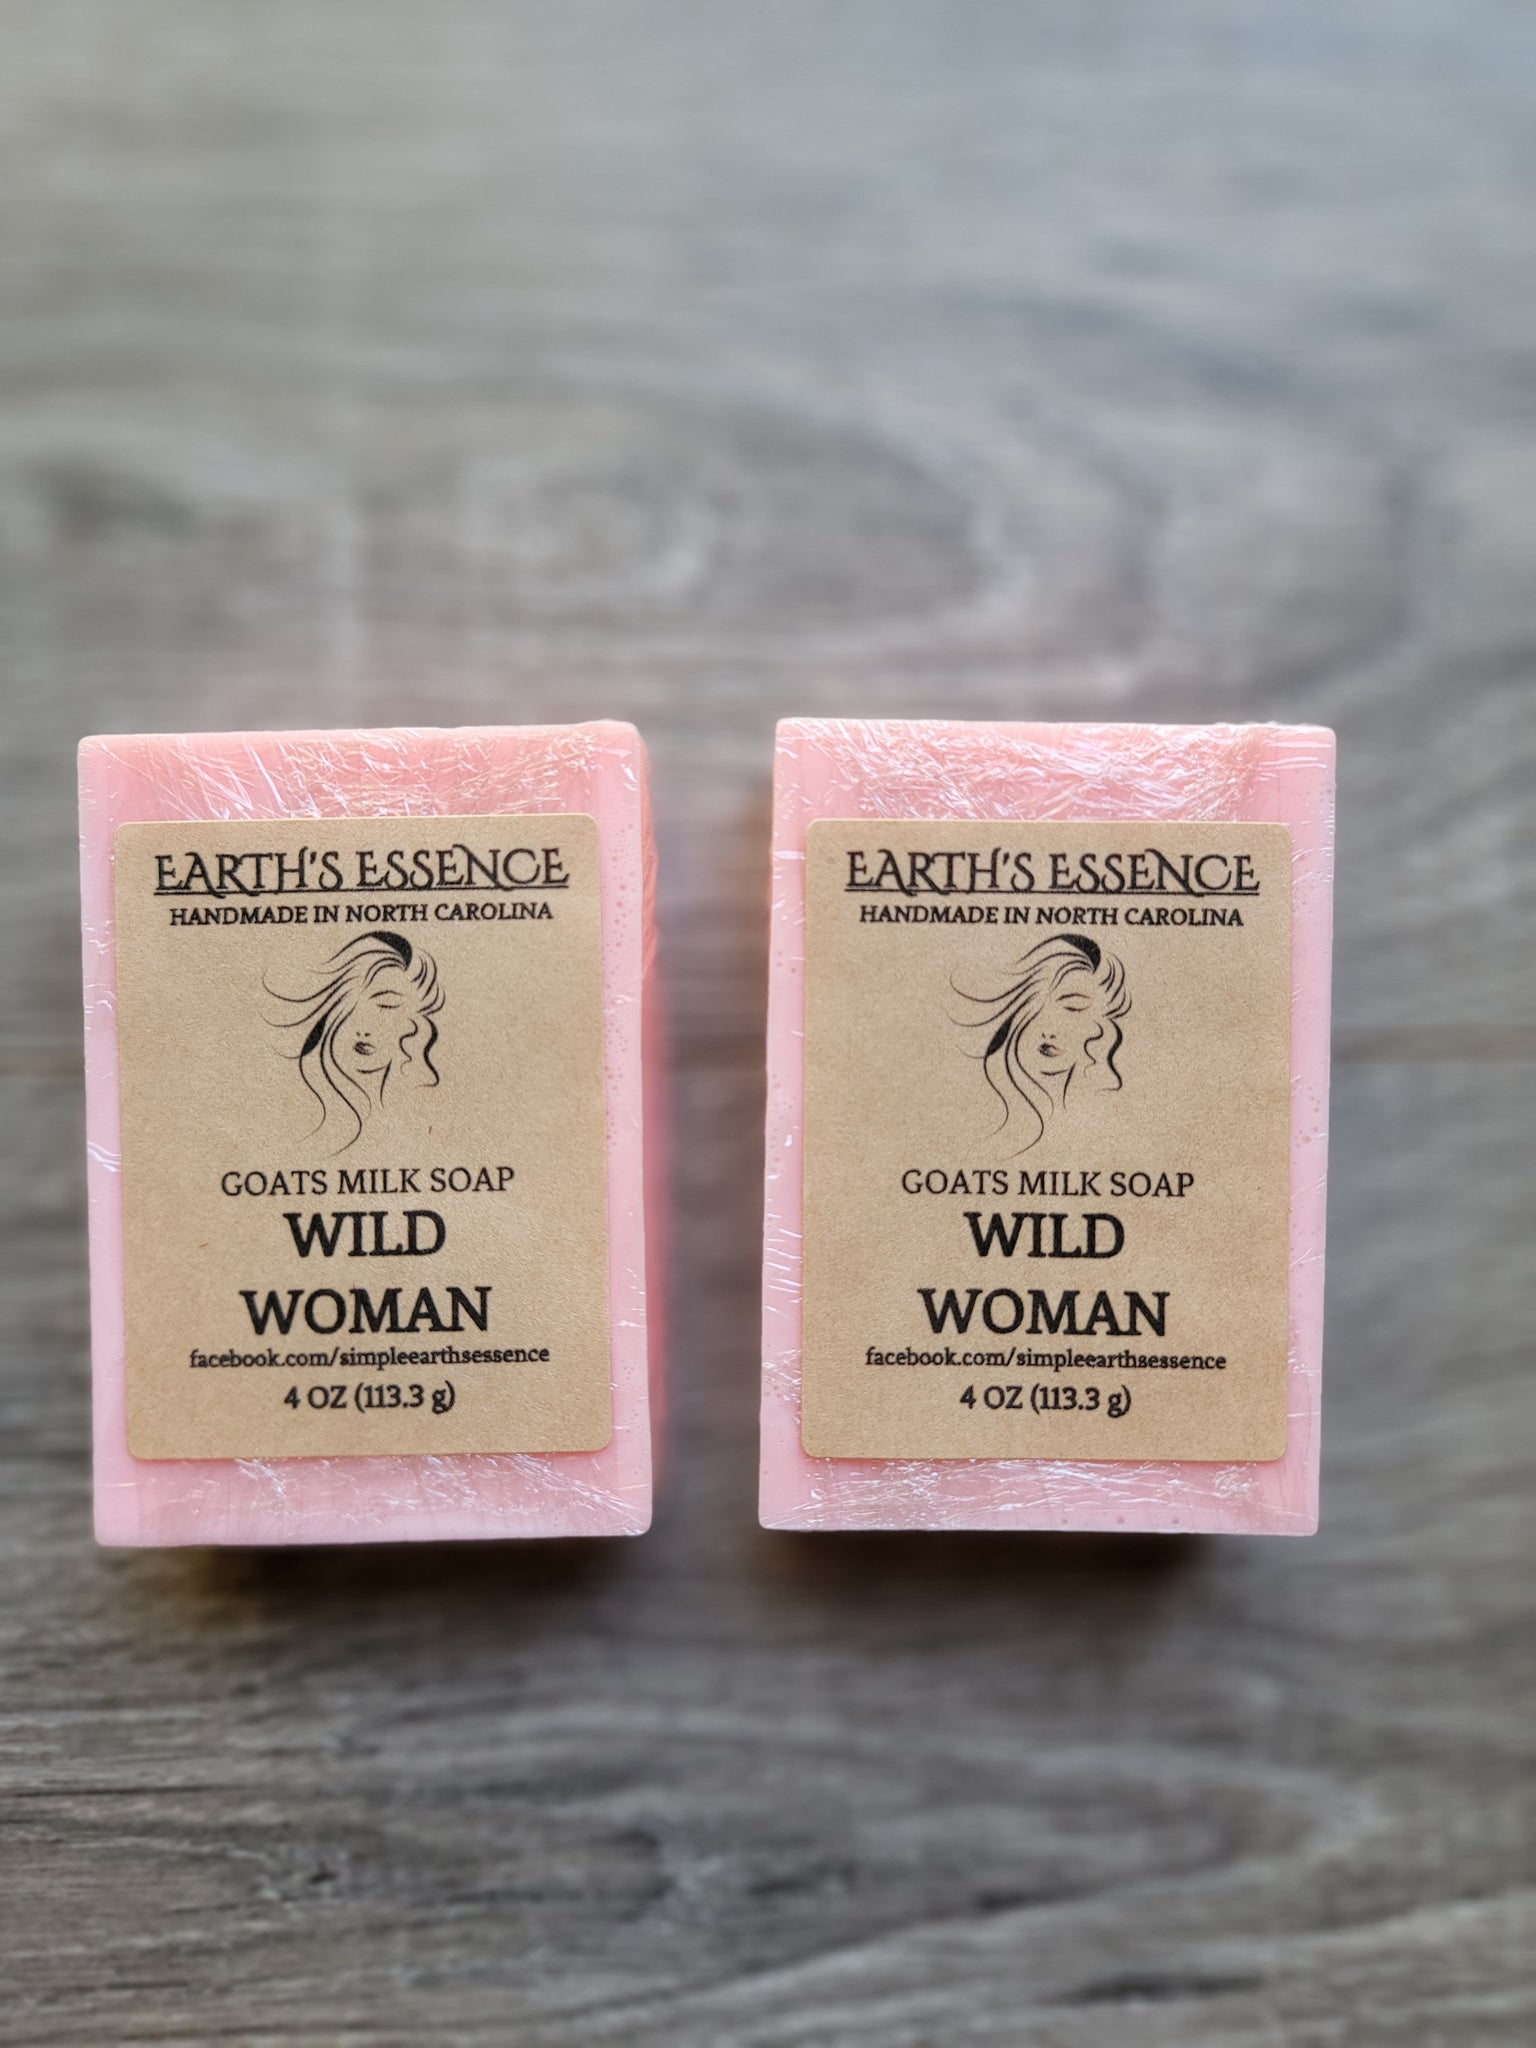 EARTH'S ESSENCE
HANDMADE IN NORTH CAROLINA
GOATS MILK SOAP
WILD
WOMAN
facebook.com/simpleearthsessence
4 OZ (113.3 g)
EARTH'S ESSENCE
HANDMADE IN NORTH CAROLINA
GOATS MILK SOAP
WILD
WOMAN
facebook.com/simpleearthsessence
4 OZ (113.3 g)